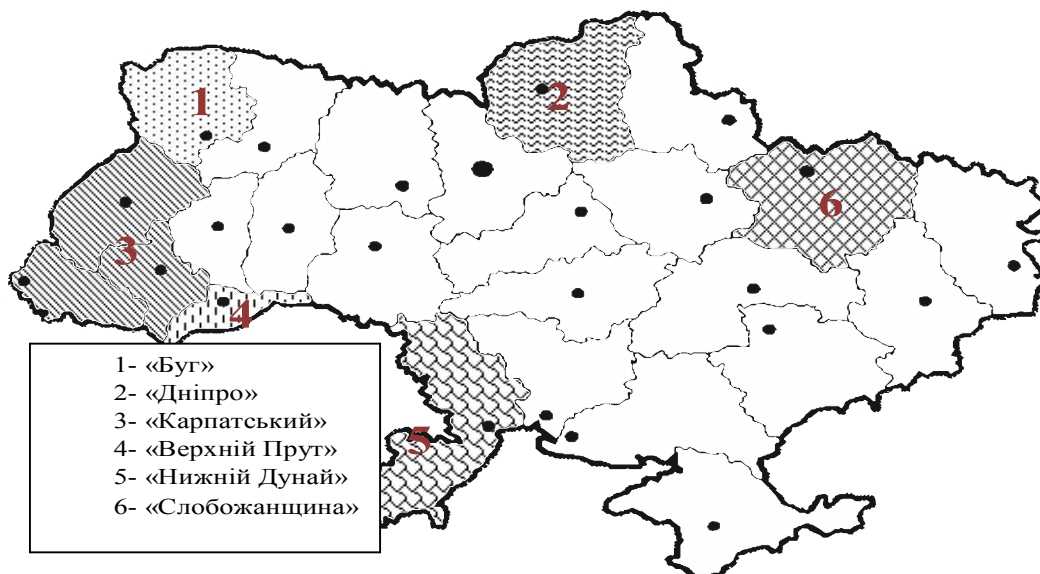 1
2
6
3
4
5
1- «Буг»
2- «Дніпро»
3- «Карпатський»
4- «Верхній Прут»
5- «Нижній Дунай»
6- «Слобожанщина»